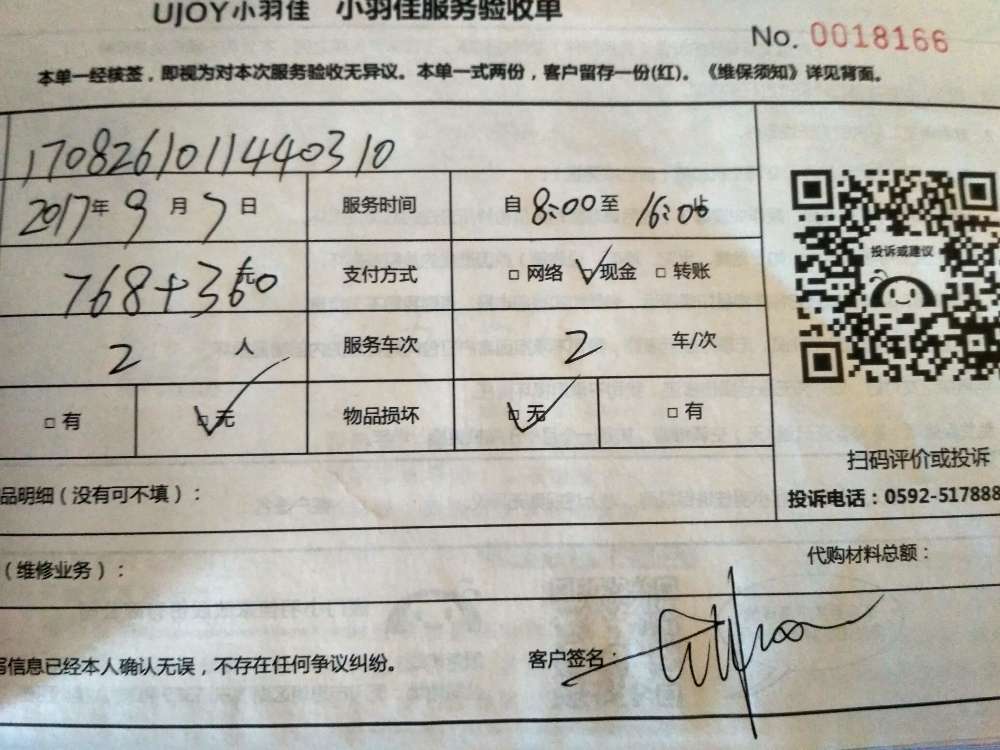 UJOY小羽佳 小羽佳服务验收单
No. 0018166
本单一经核签，即视为对本次服务验收无异议。本单一式两份，客户留存一份(红)。《维保须知》详见背面。
1708261011440310
2017年9月7日 服务时间 自8:00至16:00
768+360元 支付方式 □网络 □现金 □转账
2 服务车次 2 车/次
□有 □无 物品损坏 □无 □有
投诉或建议
扫码评价或投诉
品明细（没有可不填）：
投诉电话：0592-517888
（维修业务）： 代购材料总额：
写信息已经本人确认无误，不存在任何争议纠纷。 客户签名：